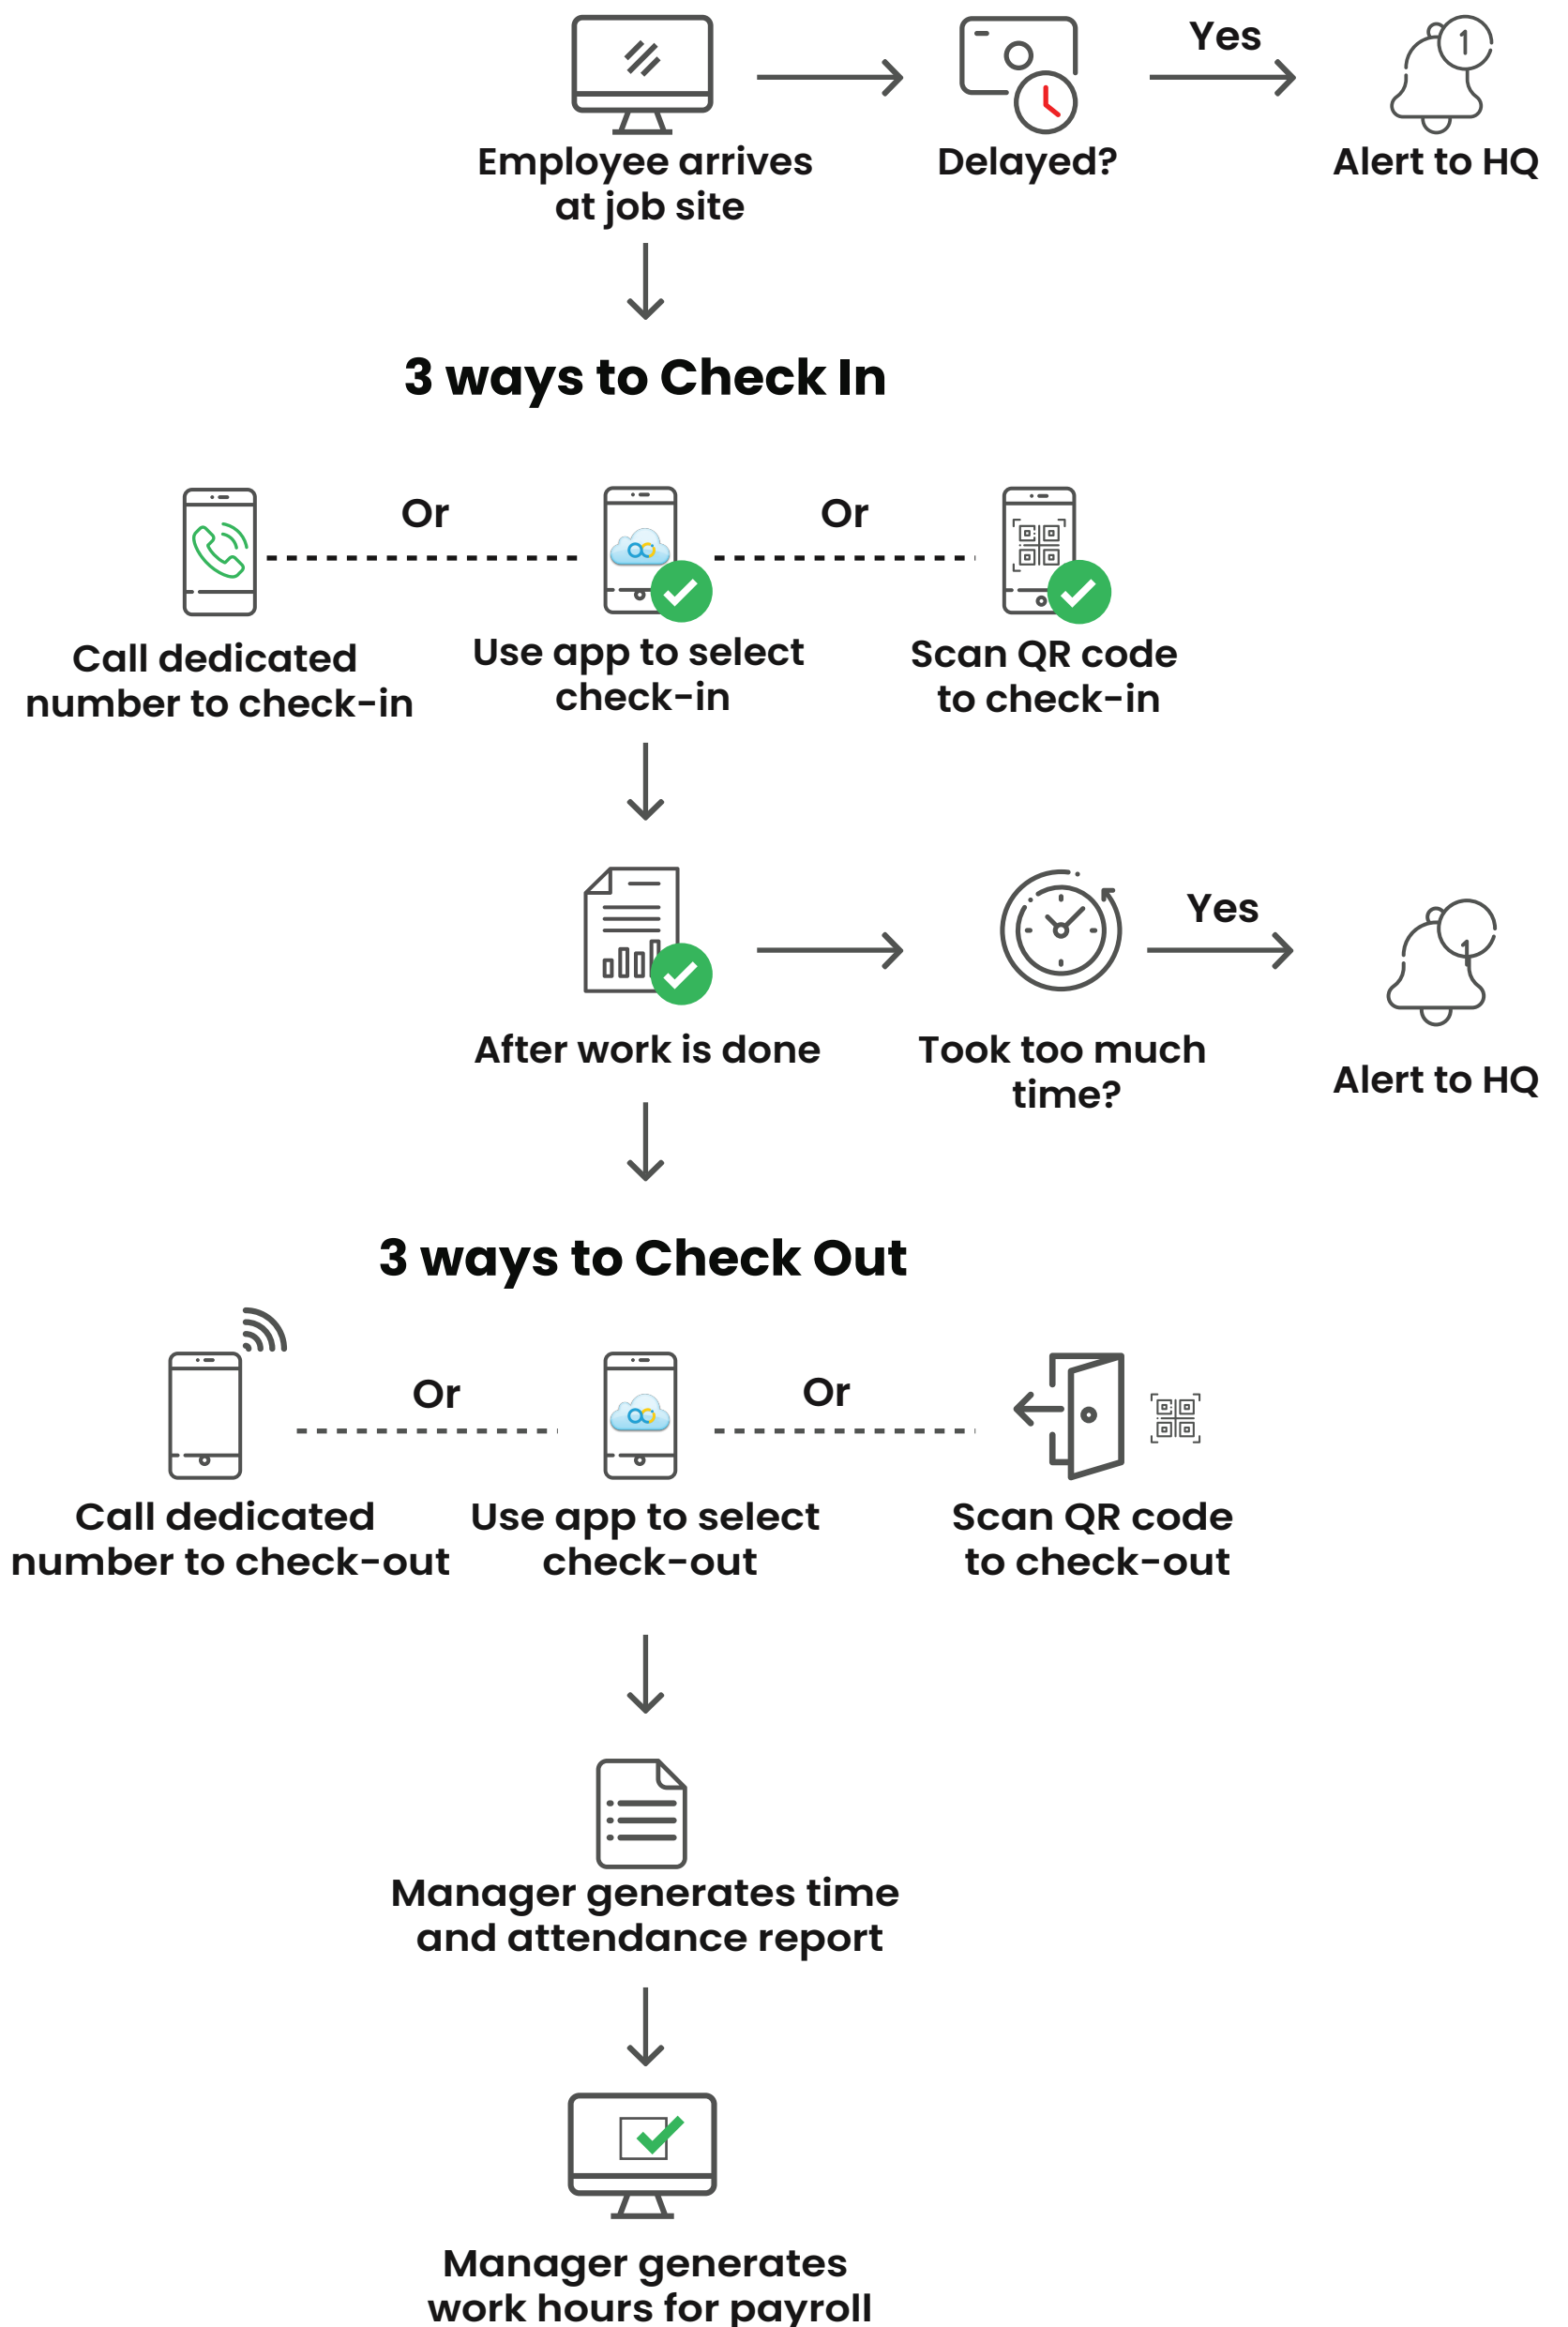 Yes
1
Employee arrives
at job site
Delayed?
Alert to HQ
3 ways to Check In
Or
Or
Call dedicated
number to check-in
Use app to select
check-in
Scan QR code
to check-in
Yes
1
After work is done
Took too much
time?
Alert to HQ
3 ways to Check Out
Or
Or
Call dedicated
number to check-out
Use app to select
check-out
Scan QR code
to check-out
Manager generates time
and attendance report
Manager generates
work hours for payroll